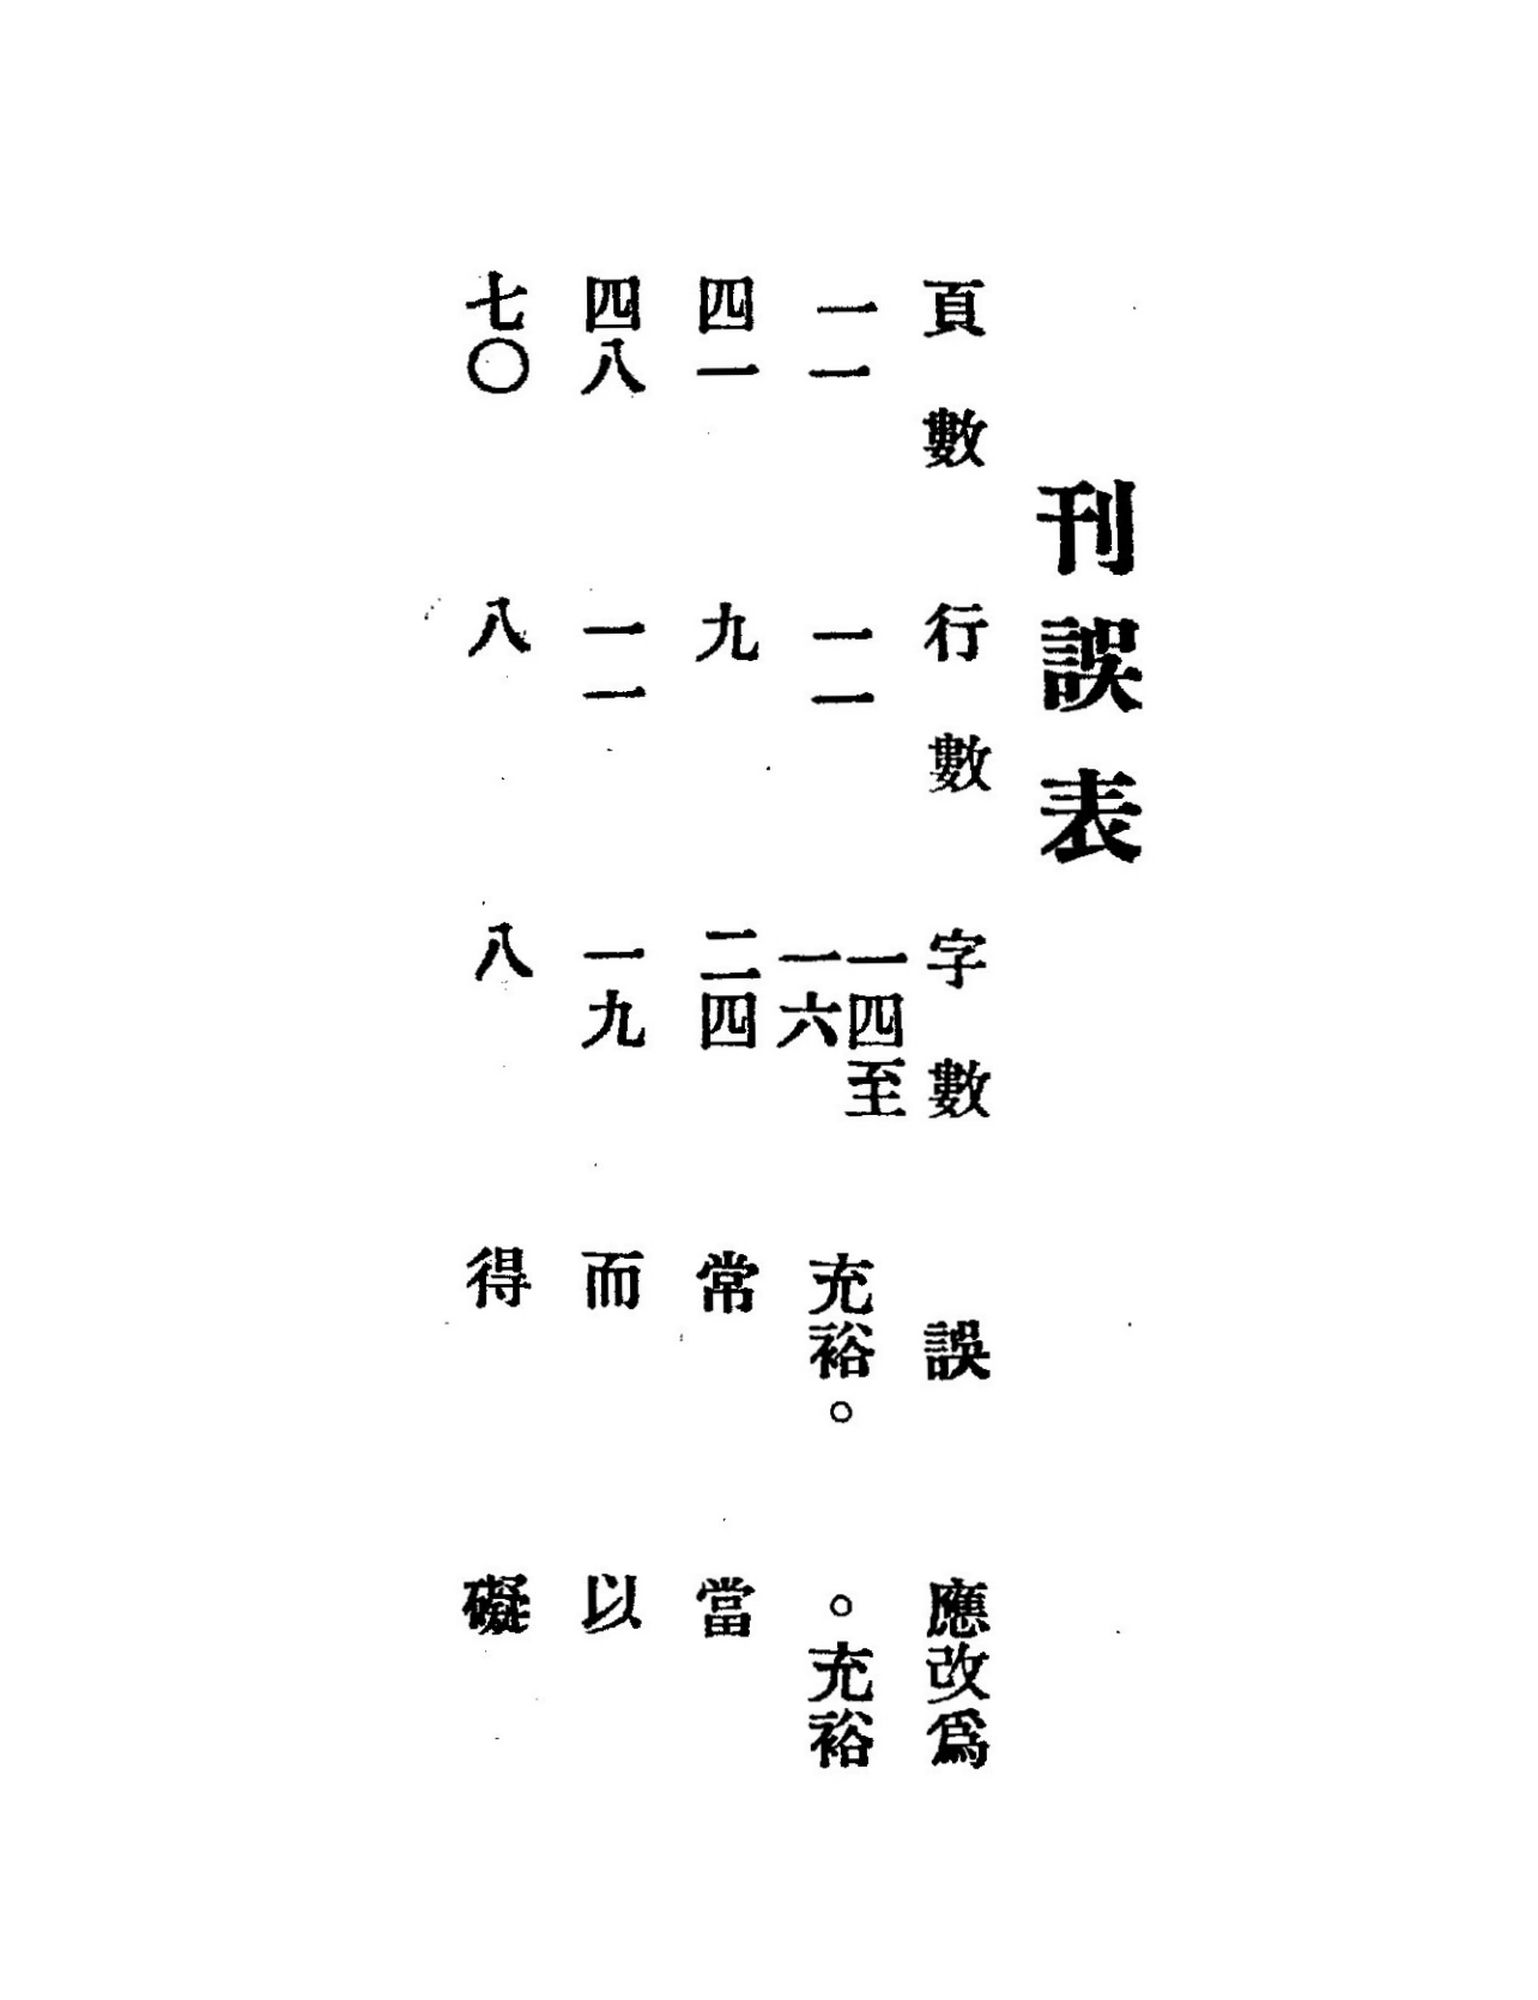 刊誤表
頁數 行數 字數 誤 應改爲
一一 一一 一四至一六 充裕。 。充裕
四一 九 二四 常 當
四八 一一 一九 而 以
七〇 八 八 得 礙